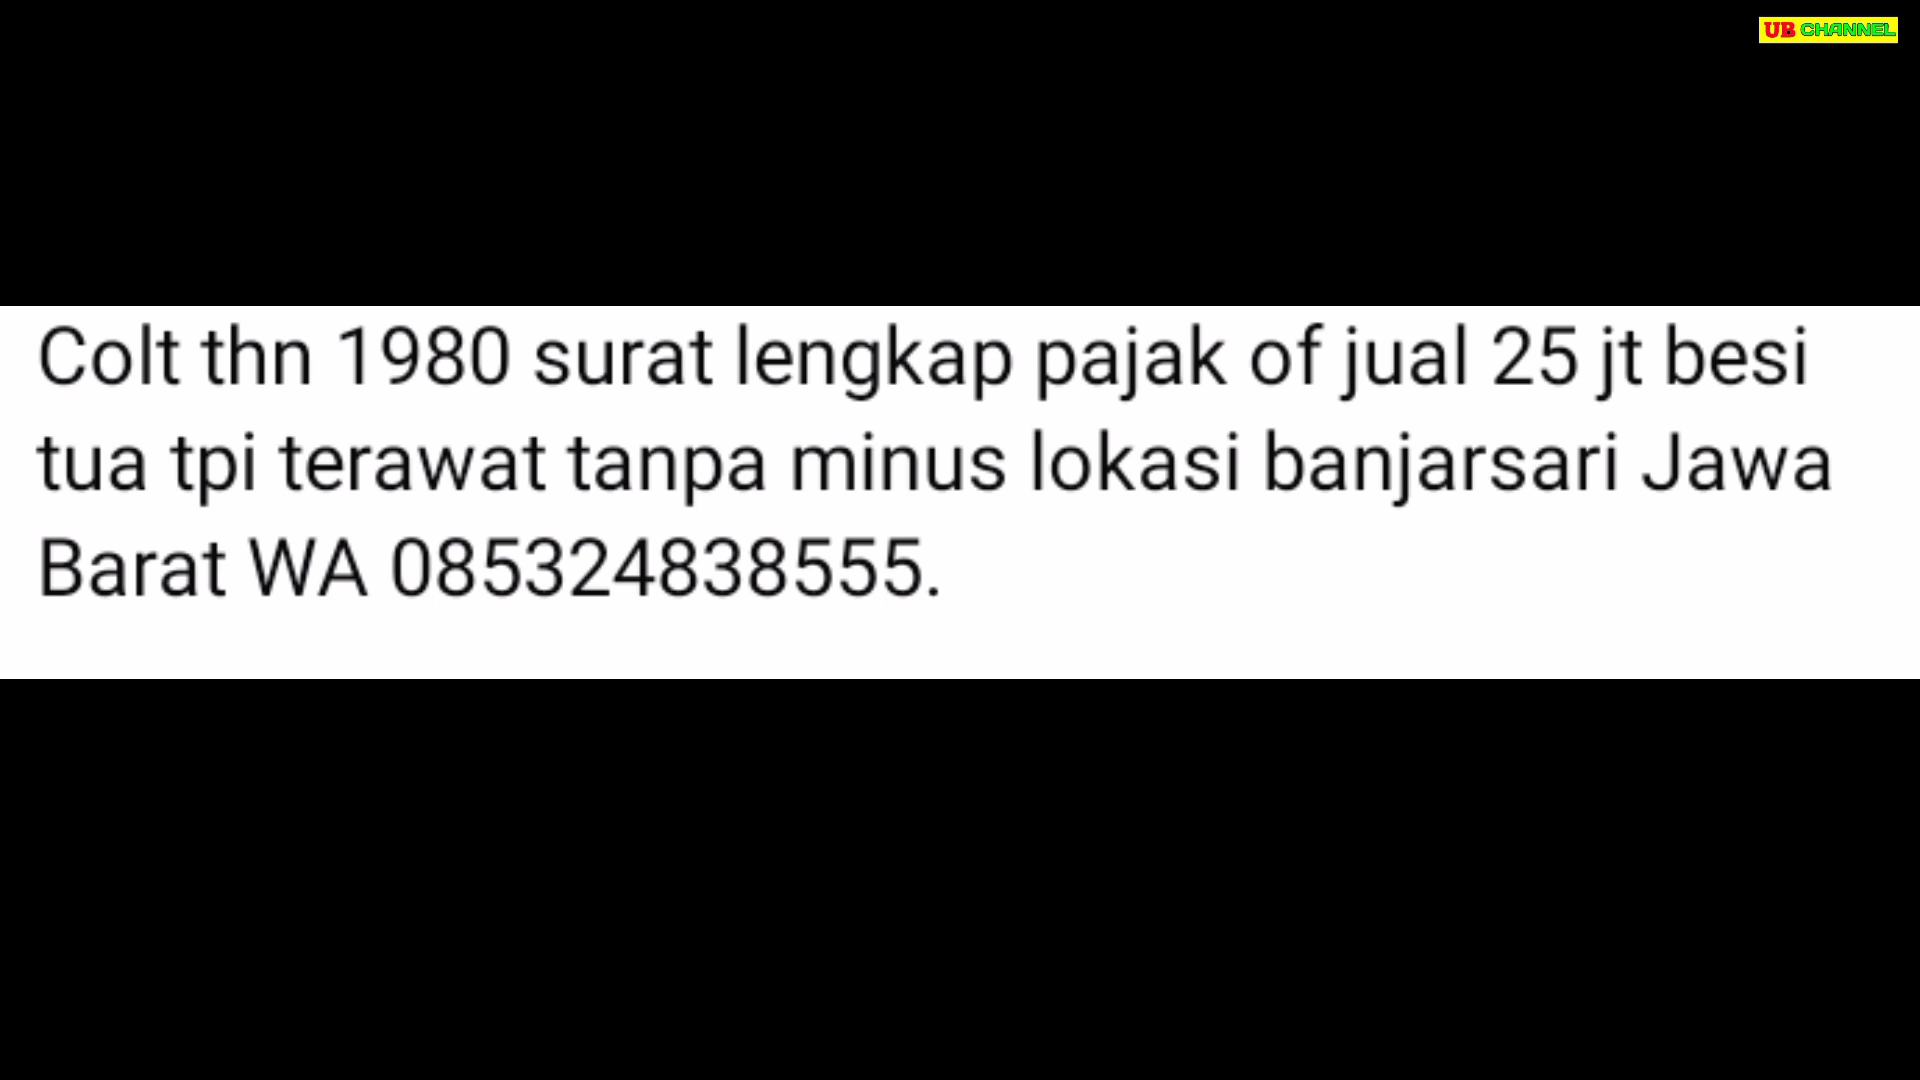 UB CHANNEL
Colt thn 1980 surat lengkap pajak of jual 25 jt besi
tua tpi terawat tanpa minus lokasi banjarsari Jawa
Barat WA 085324838555.